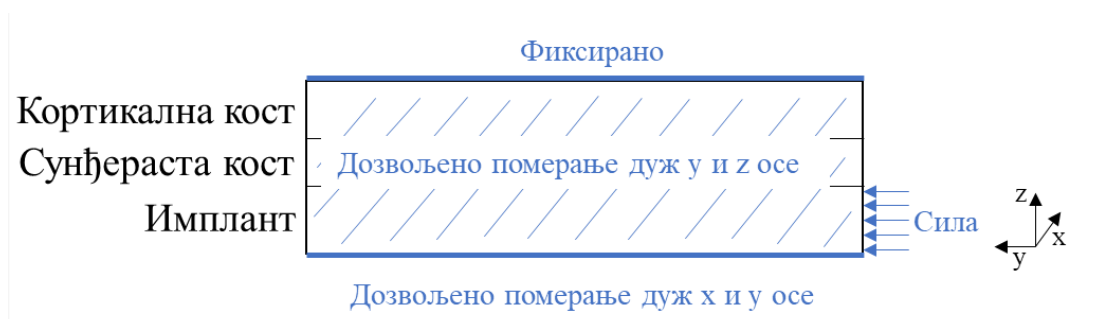 Фиксирано
Кортикална кост
Сунђераста кост
Дозвољено померање дуж y и z осе
Имплант
Сила
z
x
y
Дозвољено померање дуж x и y осе